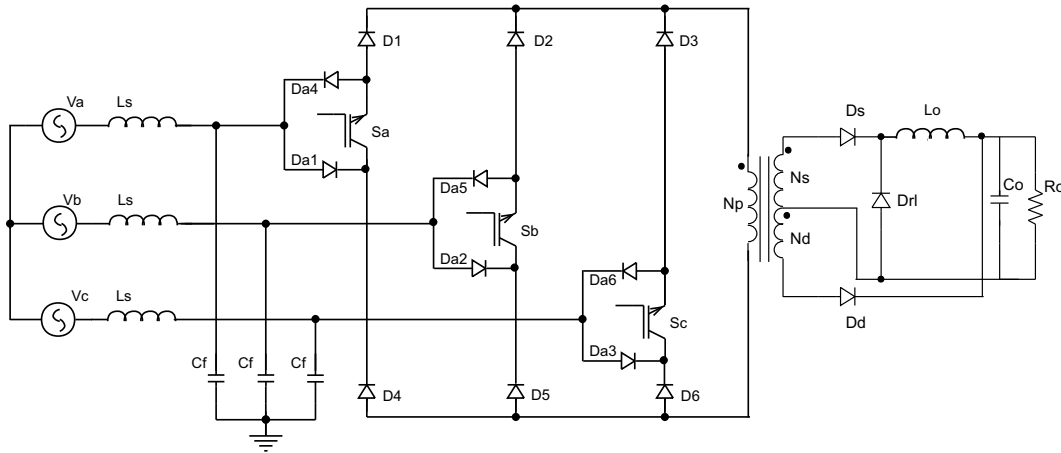 D1
D2
D3
Da4
Va
Ls
Sa
Da1
Da5
Vb
Ls
Sb
Da2
Da6
Vc
Ls
Sc
Da3
Cf
Cf
Cf
D4
D5
D6
Np
Ns
Nd
Ds
Lo
Drl
Co
Ro
Dd